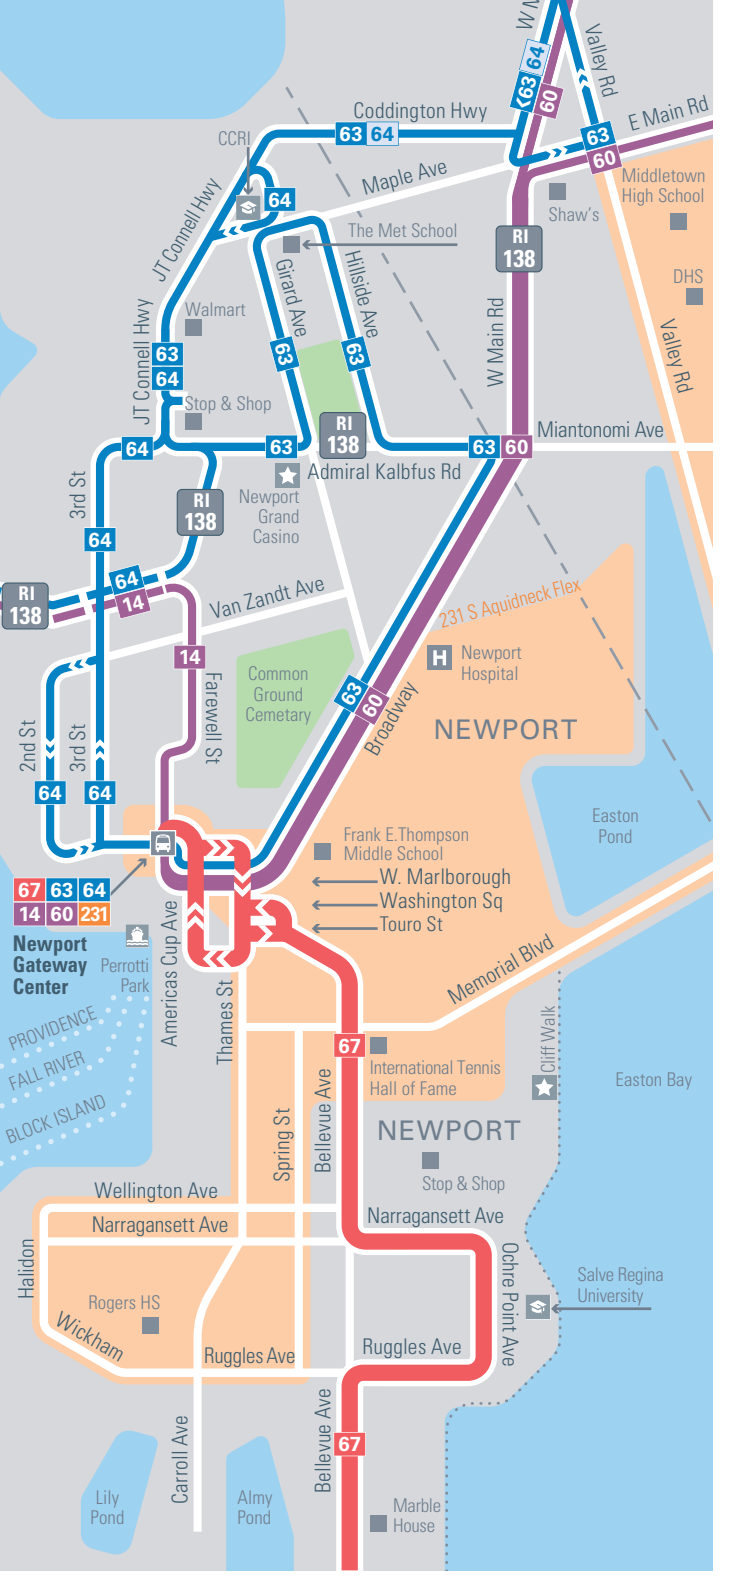 W M
64
63
60
Valley Rd
E Main Rd
Coddington Hwy
63 64
63
60
CCRI
Maple Ave
Middletown
High School
64
Shaw's
JT Connell Hwy
The Met School
RI
138
DHS
Girard Ave
Hillside Ave
Walmart
JT Connell Hwy
63
64
63
63
W Main Rd
Valley Rd
Stop & Shop
RI
138
Miantonomi Ave
64
63
63 60
Admiral Kalbfus Rd
3rd St
RI
138
Newport
Grand
Casino
64
64
14
RI
138
Van Zandt Ave
231 S Aquidneck Flex
14
H
Newport
Hospital
Farewell St
Common
Ground
Cemetary
63
60
Broadway
NEWPORT
2nd St
3rd St
64
64
Easton
Pond
Frank E.Thompson
Middle School
W. Marlborough
Washington Sq
Touro St
67 63 64
14 60 231
Newport
Gateway
Center
Perrotti
Park
Americas Cup Ave
Thames St
Memorial Blvd
PROVIDENCE
FALL RIVER
BLOCK ISLAND
67
International Tennis
Hall of Fame
Cliff Walk
Easton Bay
Bellevue Ave
Spring St
NEWPORT
Stop & Shop
Wellington Ave
Narragansett Ave
Narragansett Ave
Halidon
Ochre Point Ave
Salve Regina
University
Rogers HS
Wickham
Ruggles Ave
Ruggles Ave
Bellevue Ave
67
Carroll Ave
Lily
Pond
Almy
Pond
Marble
House